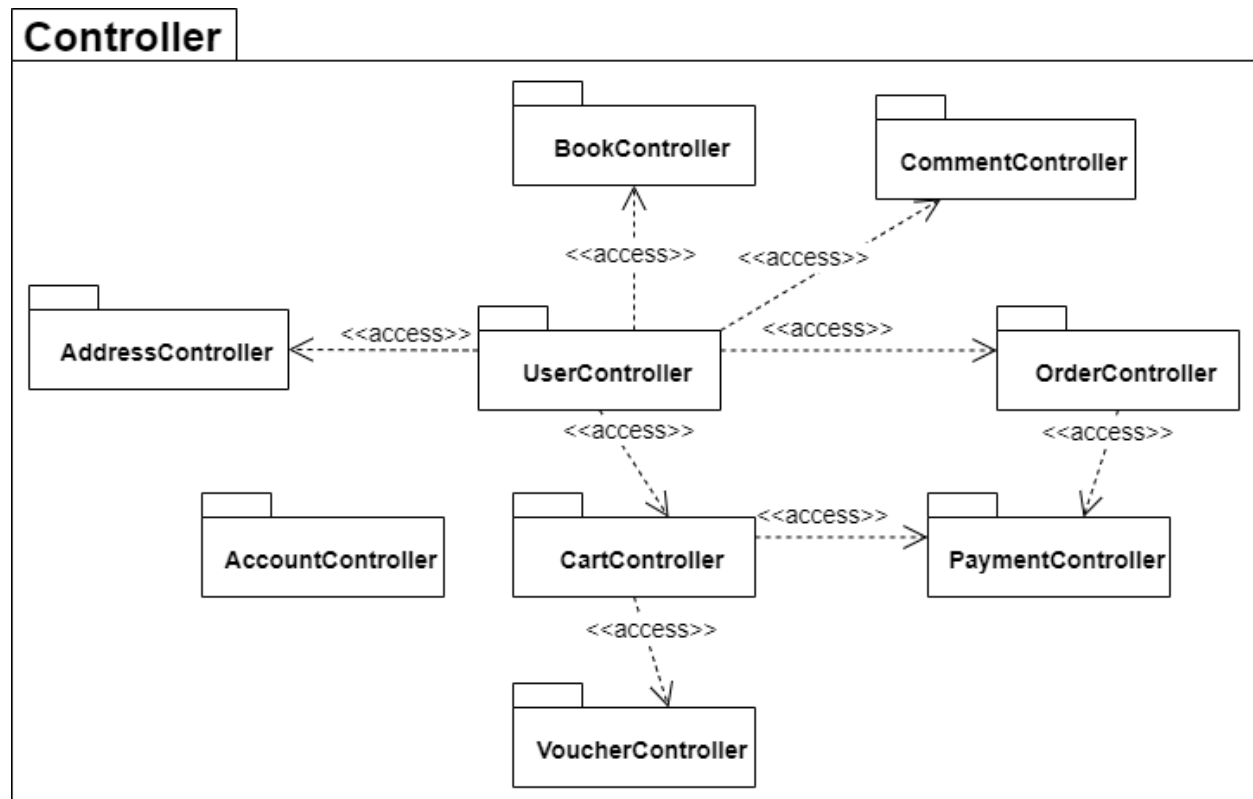 Controller
BookController
CommentController
<<access>>
<<access>>
AddressController
<<access>>
UserController
<<access>>
OrderController
<<access>>
<<access>>
AccountController
CartController
<<access>>
PaymentController
<<access>>
VoucherController